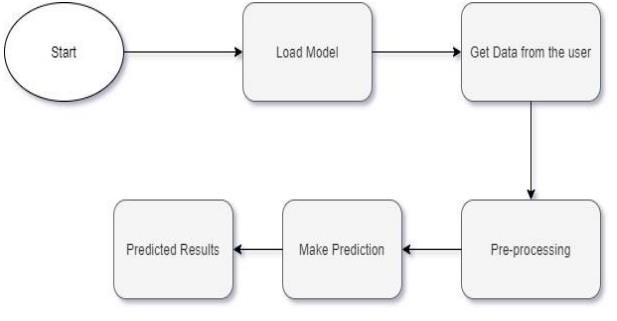 Start
Load Model
Get Data from the user
Pre-processing
Make Prediction
Predicted Results